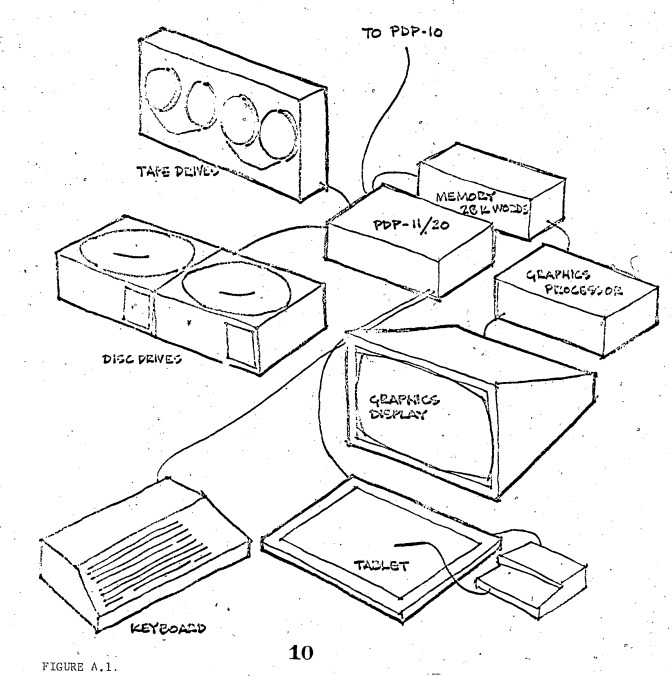 TO PDP-10
TAPE DRIVES
MEMORY
28K WORDS
PDP-11/20
GRAPHICS
PROCESSOR
DISC DRIVES
GRAPHICS
DISPLAY
TABLET
KEYBOARD
10
FIGURE A.1.